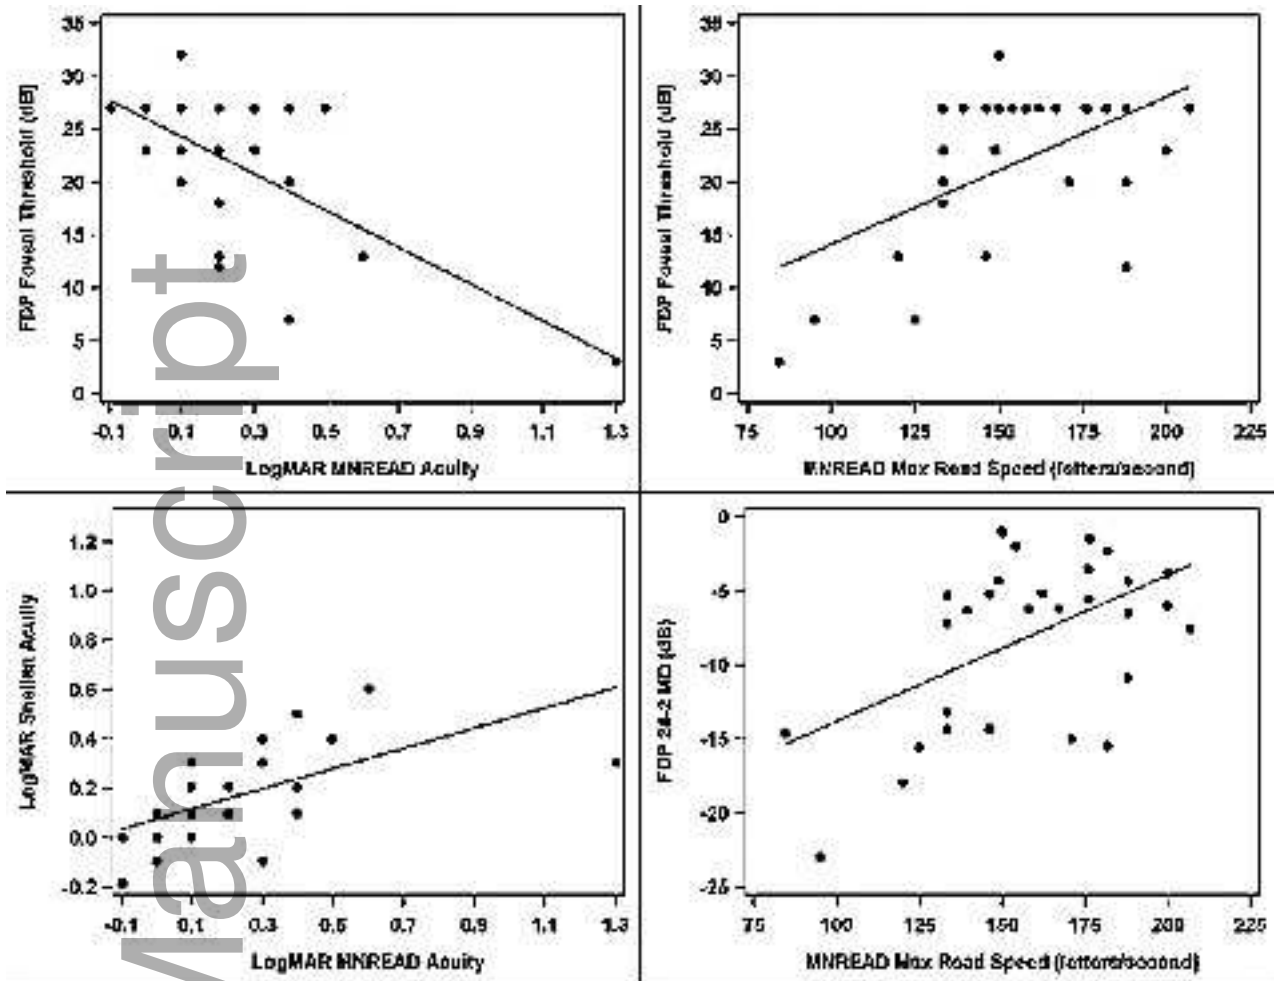 35
30
25
20
15
10
5
0
FDP Foveal Threshold (dB)
-0.1 0.1 0.3 0.5 0.7 0.9 1.1 1.3
LogMAR MNREAD Acuity
35
30
25
20
15
10
5
0
FDP Foveal Threshold (dB)
75 100 125 150 175 200 225
MNREAD Max Read Speed (letters/second)
1.2
1.0
0.8
0.6
0.4
0.2
0.0
-0.2
LogMAR Snellen Acuity
-0.1 0.1 0.3 0.5 0.7 0.9 1.1 1.3
LogMAR MNREAD Acuity
0
-5
-10
-15
-20
-25
FDP 24-2 MD (dB)
75 100 125 150 175 200 225
MNREAD Max Read Speed (letters/second)
Manuscript